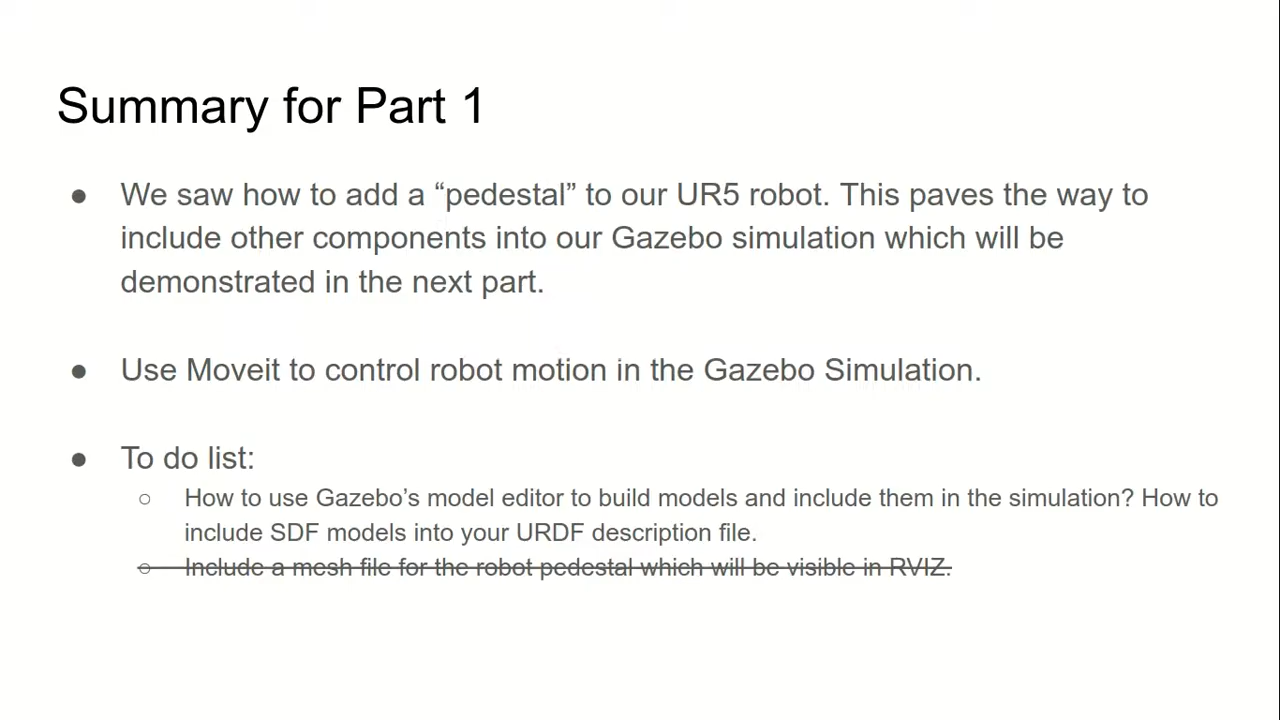 Summary for Part 1
● We saw how to add a “pedestal” to our UR5 robot. This paves the way to
include other components into our Gazebo simulation which will be
demonstrated in the next part.
● Use Moveit to control robot motion in the Gazebo Simulation.
● To do list:
○ How to use Gazebo’s model editor to build models and include them in the simulation? How to
include SDF models into your URDF description file.
○ Include a mesh file for the robot pedestal which will be visible in RVIZ.